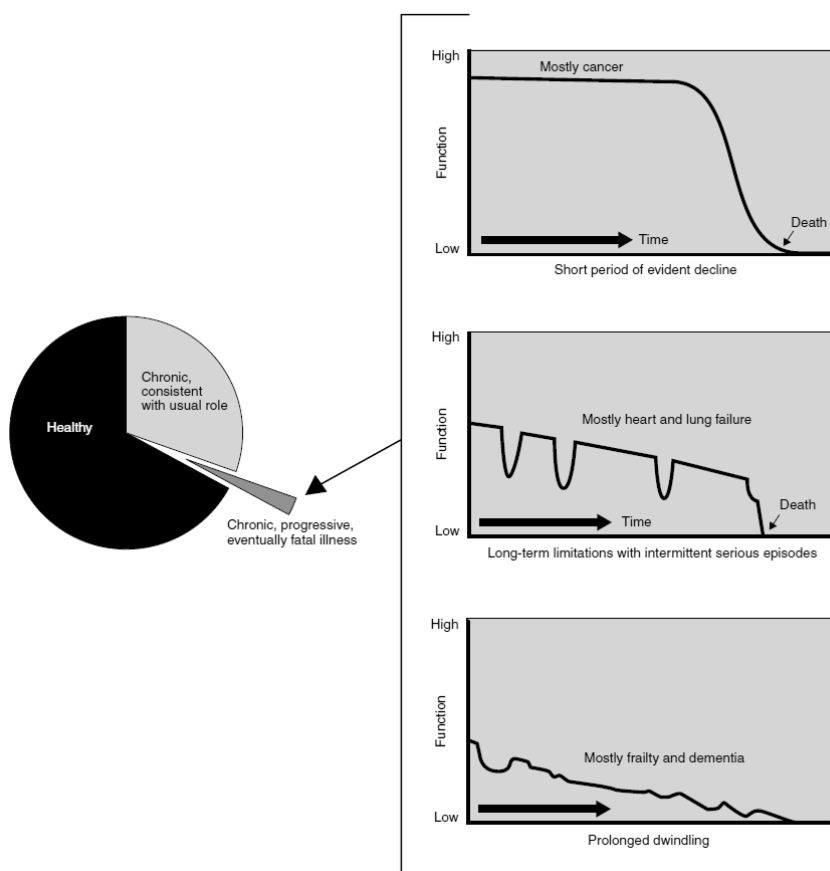 Healthy
Chronic,
consistent
with usual role
Chronic, progressive,
eventually fatal illness
High
Mostly cancer
Function
Death
Time
Low
Short period of evident decline
High
Mostly heart and lung failure
Function
Death
Time
Low
Long-term limitations with intermittent serious episodes
High
Function
Mostly frailty and dementia
Low
Prolonged dwindling